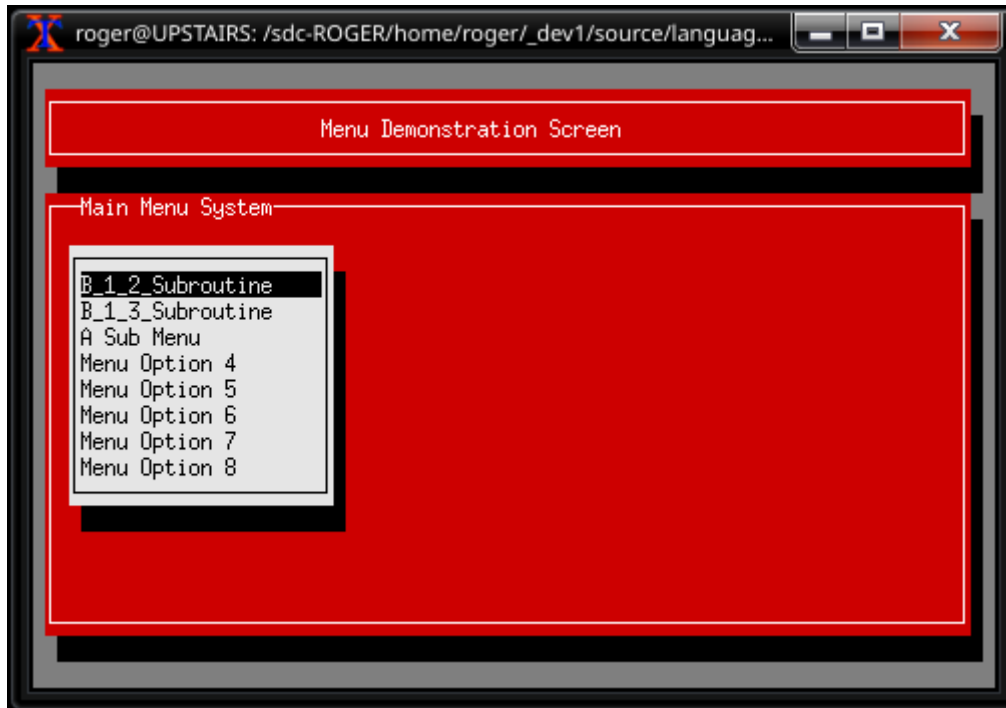 roger@UPSTAIRS: /sdc-ROGER/home/roger/_dev1/source/languag...
Menu Demonstration Screen
Main Menu System
B_1_2_Subroutine
B_1_3_Subroutine
A Sub Menu
Menu Option 4
Menu Option 5
Menu Option 6
Menu Option 7
Menu Option 8